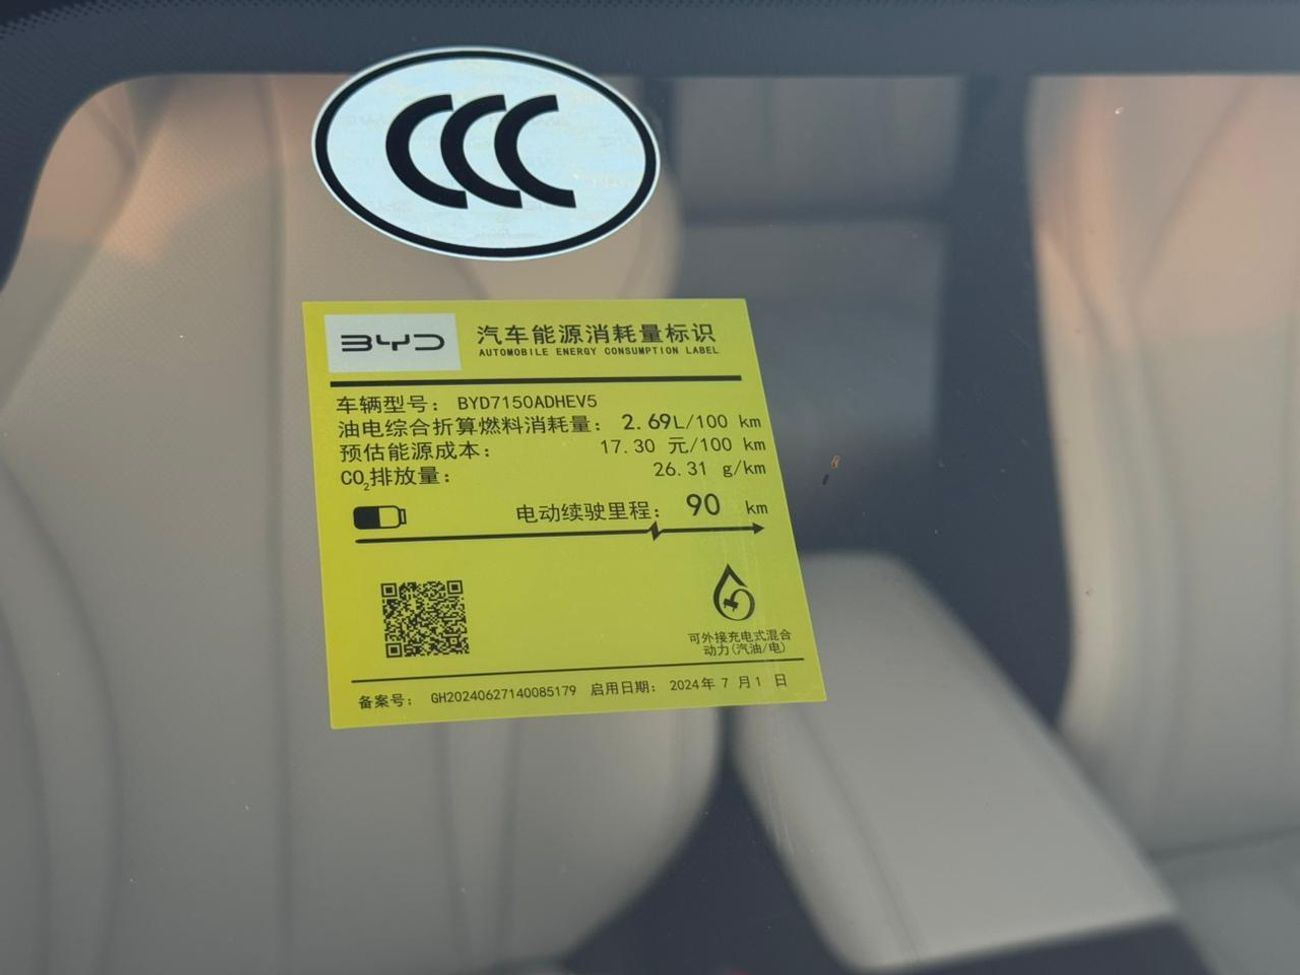 CCC
BYD
汽车能源消耗量标识
AUTOMOBILE ENERGY CONSUMPTION LABEL
车辆型号： BYD7150ADHEV5
油电综合折算燃料消耗量： 2.69L/100 km
预估能源成本： 17.30 元/100 km
CO₂排放量： 26.31 g/km
电动续驶里程： 90 km
可外接充电式混合
动力(汽油/电)
备案号： GH20240627140085179 启用日期： 2024年 7 月1 日